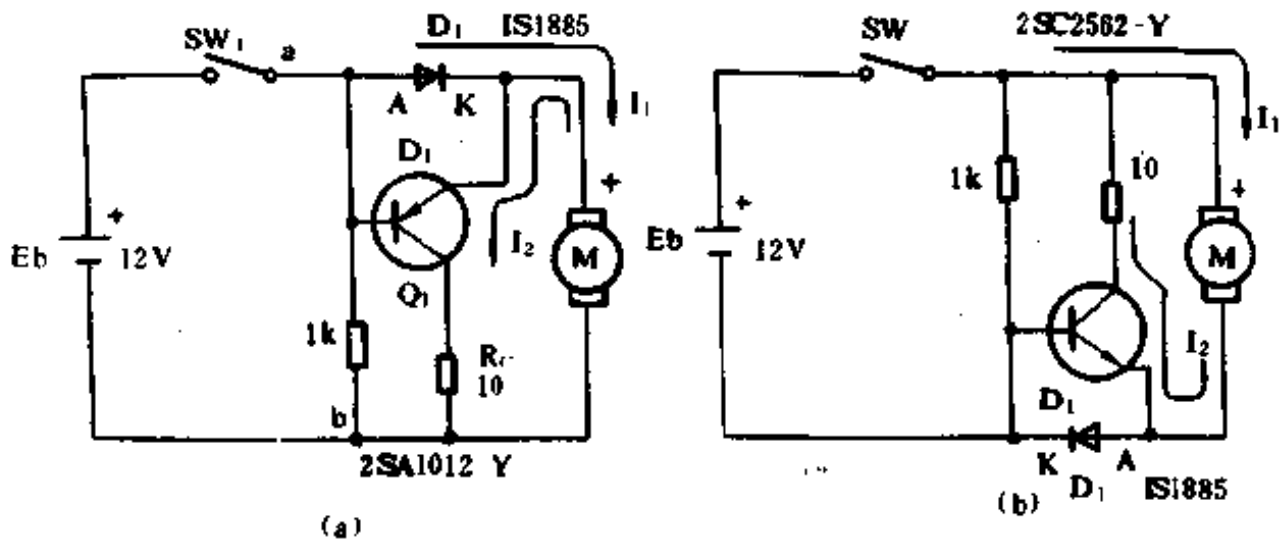 D1 IS1885
SW1 a
A K
I1
D1
+
+
I2
Eb 12V
M
Q1
1k
Rc
10
b
2SA1012 Y
(a)
SW
2SC2562-Y
I1
1k
10
+
+
Eb 12V
M
I2
D1
K A
D1 IS1885
(b)